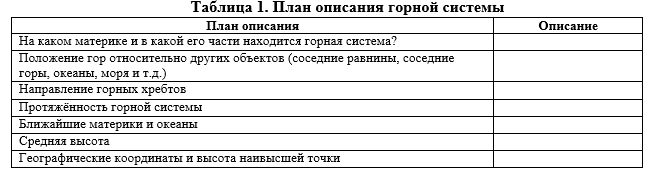 Таблица 1. План описания горной системы
План описания Описание
На каком материке и в какой его части находится горная система?
Положение гор относительно других объектов (соседние равнины, соседние
горы, океаны, моря и т.д.)
Направление горных хребтов
Протяжённость горной системы
Ближайшие материки и океаны
Средняя высота
Географические координаты и высота наивысшей точки